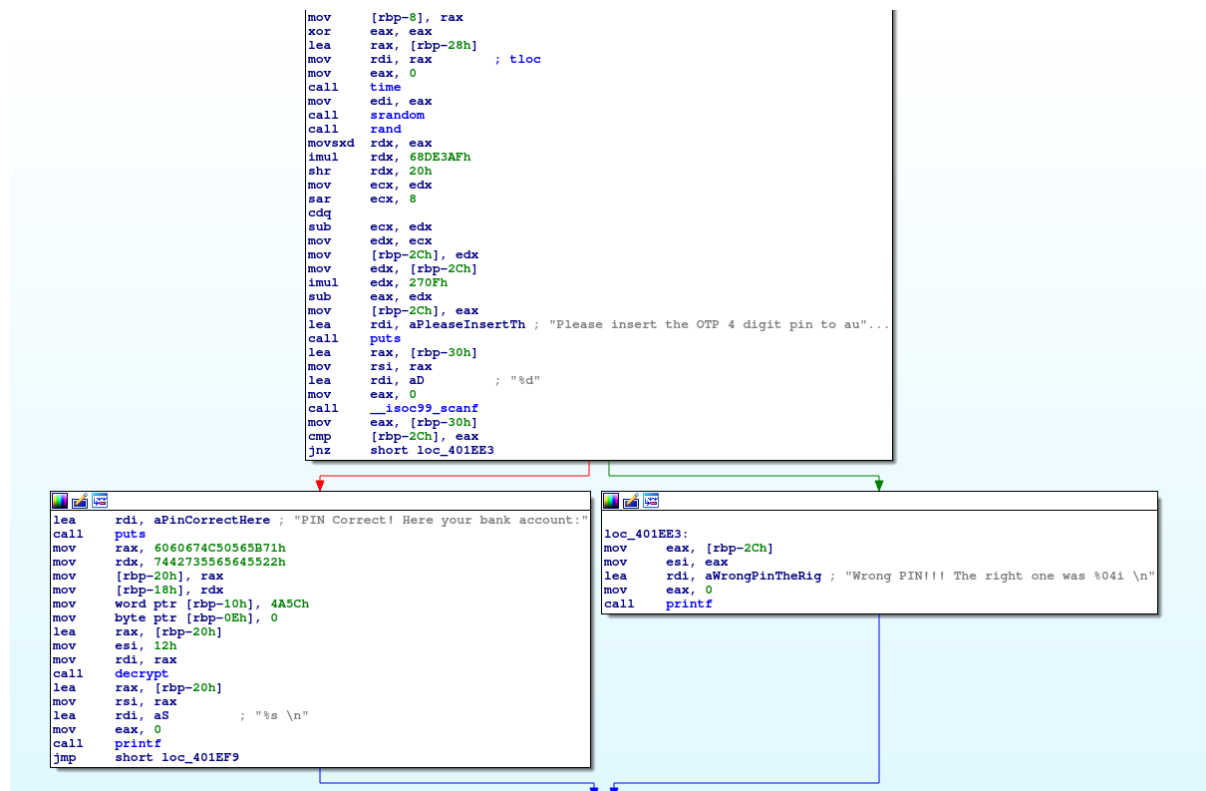 mov [rbp-8], rax
xor eax, eax
lea rax, [rbp-28h]
mov rdi, rax ; tloc
mov eax, 0
call time
mov edi, eax
call srandom
call rand
movsxd rdx, eax
imul rdx, 68DE3AFh
shr rdx, 20h
mov ecx, edx
sar ecx, 8
cdq
sub ecx, edx
mov edx, ecx
mov [rbp-2Ch], edx
mov edx, [rbp-2Ch]
imul edx, 270Fh
sub eax, edx
mov [rbp-2Ch], eax
lea rdi, aPleaseInsertTh ; "Please insert the OTP 4 digit pin to au"...
call puts
lea rax, [rbp-30h]
mov rsi, rax
lea rdi, aD ; "%d"
mov eax, 0
call __isoc99_scanf
mov eax, [rbp-30h]
cmp [rbp-2Ch], eax
jnz short loc_401EE3
lea rdi, aPinCorrectHere ; "PIN Correct! Here your bank account:"
call puts
mov rax, 6060674C50565B71h
mov rdx, 7442735565645522h
mov [rbp-20h], rax
mov [rbp-18h], rdx
mov word ptr [rbp-10h], 4A5Ch
mov byte ptr [rbp-0Eh], 0
lea rax, [rbp-20h]
mov esi, 12h
mov rdi, rax
call decrypt
lea rax, [rbp-20h]
mov rsi, rax
lea rdi, aS ; "%s \n"
mov eax, 0
call printf
jmp short loc_401EF9
loc_401EE3:
mov eax, [rbp-2Ch]
mov esi, eax
lea rdi, aWrongPinTheRig ; "Wrong PIN!!! The right one was %04i \n"
mov eax, 0
call printf